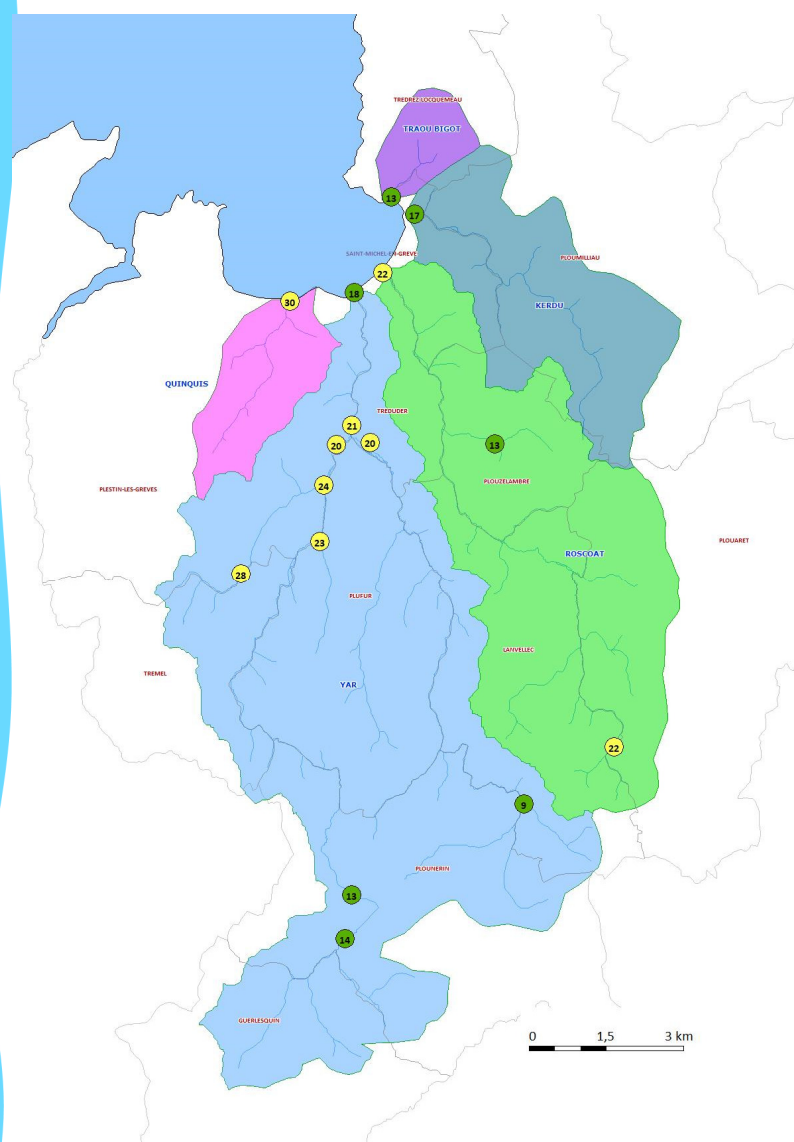 TREDREZ-LOCQUEMEAU
TRAOU BIGOT
13
17
SAINT-MICHEL-EN-GREVE
PLOUMILLIAU
22
18
30
KERDU
QUINQUIS
TREDUDER
21
20
20
13
PLOUZELAMBRE
24
PLESTIN-LES-GREVES
23
PLOUARET
ROSCOAT
28
PLUFUR
LANVELLEC
TREMEL
YAR
22
9
PLOUNERIN
13
14
GUERLESQUIN
0 1,5 3 km